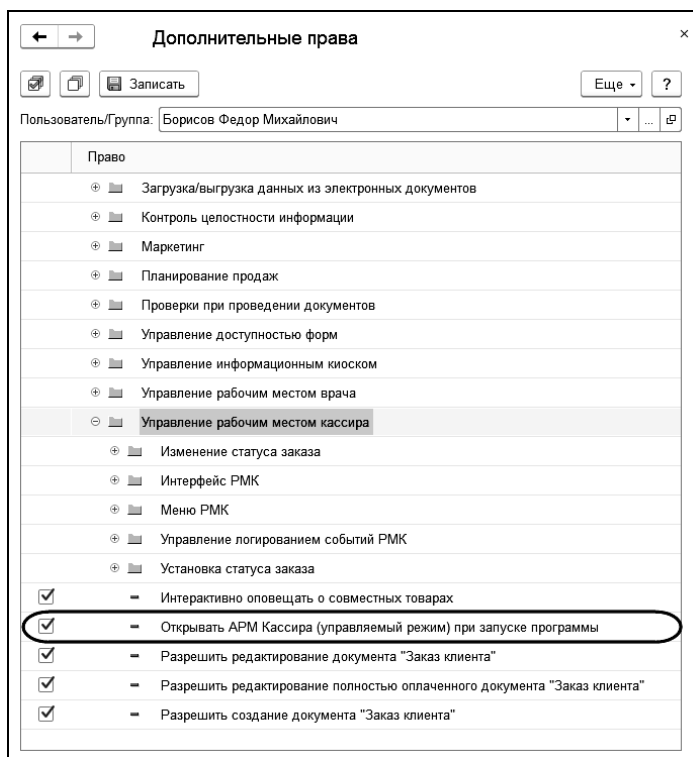 Дополнительные права
Записать
Еще
?
Пользователь/Группа: Борисов Федор Михайлович
...
Право
Загрузка/выгрузка данных из электронных документов
Контроль целостности информации
Маркетинг
Планирование продаж
Проверки при проведении документов
Управление доступностью форм
Управление информационным киоском
Управление рабочим местом врача
Управление рабочим местом кассира
Изменение статуса заказа
Интерфейс РМК
Меню РМК
Управление логированием событий РМК
Установка статуса заказа
Интерактивно оповещать о совместных товарах
Открывать АРМ Кассира (управляемый режим) при запуске программы
Разрешить редактирование документа "Заказ клиента"
Разрешить редактирование полностью оплаченного документа "Заказ клиента"
Разрешить создание документа "Заказ клиента"